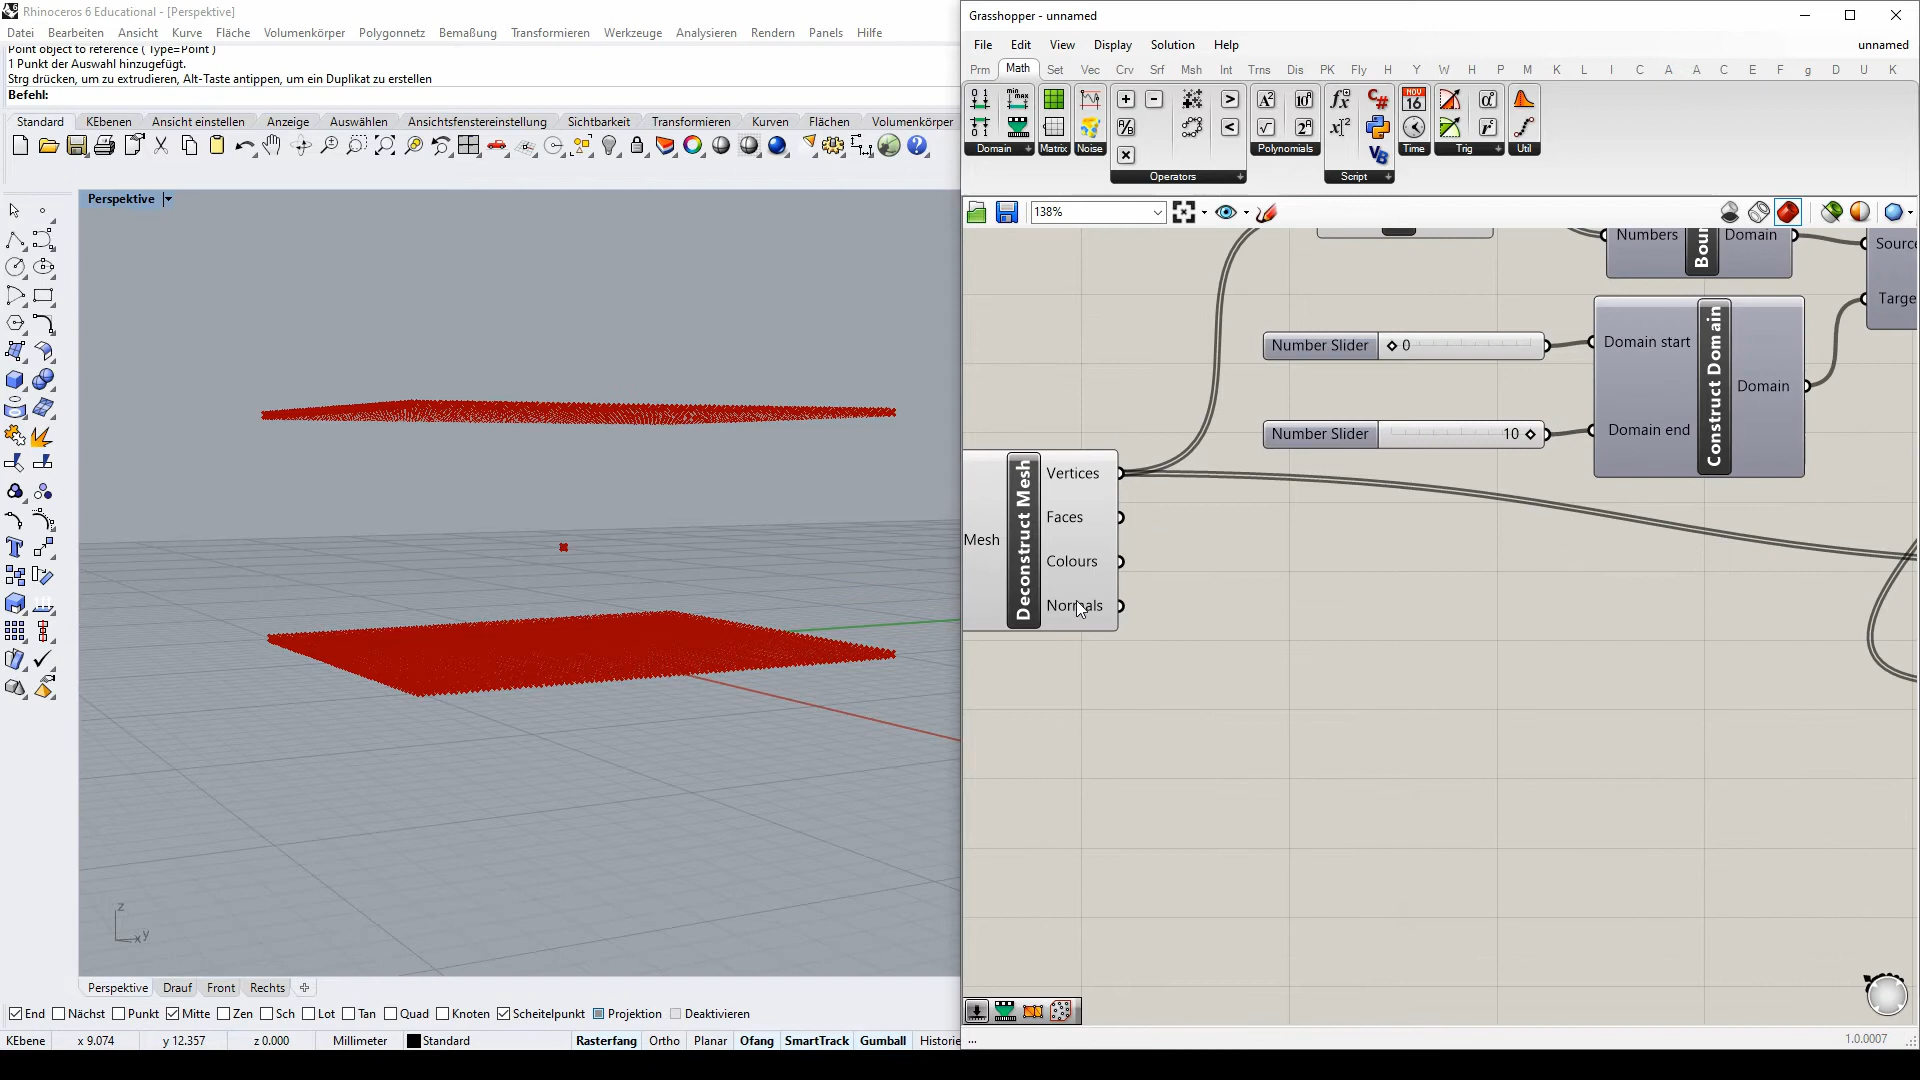 Rhinoceros 6 Educational - [Perspektive]
Datei Bearbeiten Ansicht Kurve Fläche Volumenkörper Polygonnetz Bemaßung Transformieren Werkzeuge Analysieren Rendern Panels Hilfe
Point object to reference ( Type=Point )
1 Punkt der Auswahl hinzugefügt.
Strg drücken, um zu extrudieren, Alt-Taste antippen, um ein Duplikat zu erstellen
Befehl:
Standard KEbenen Ansicht einstellen Anzeige Auswählen Ansichtsfenstereinstellung Sichtbarkeit Transformieren Kurven Flächen Volumenkörper
Perspektive
z
x y
Perspektive Drauf Front Rechts
End Nächst Punkt Mitte Zen Sch Lot Tan Quad Knoten Scheitelpunkt Projektion Deaktivieren
KEbene x 9.074 y 12.357 z 0.000 Millimeter Standard Rasterfang Ortho Planar Ofang SmartTrack Gumball Historie
Grasshopper - unnamed
File Edit View Display Solution Help unnamed
Prm Math Set Vec Crv Srf Msh Int Trns Dis PK Fly H Y W H P M K L I C A A C E F g D U K
Domain Matrix Noise Operators Polynomials Script Time Trig Util
NOV
16
138%
Numbers Domain
Source
Targe
Number Slider 0
Number Slider 10
Domain start
Domain end
Construct Domain
Domain
Mesh
Deconstruct Mesh
Vertices
Faces
Colours
Normals
...
1.0.0007